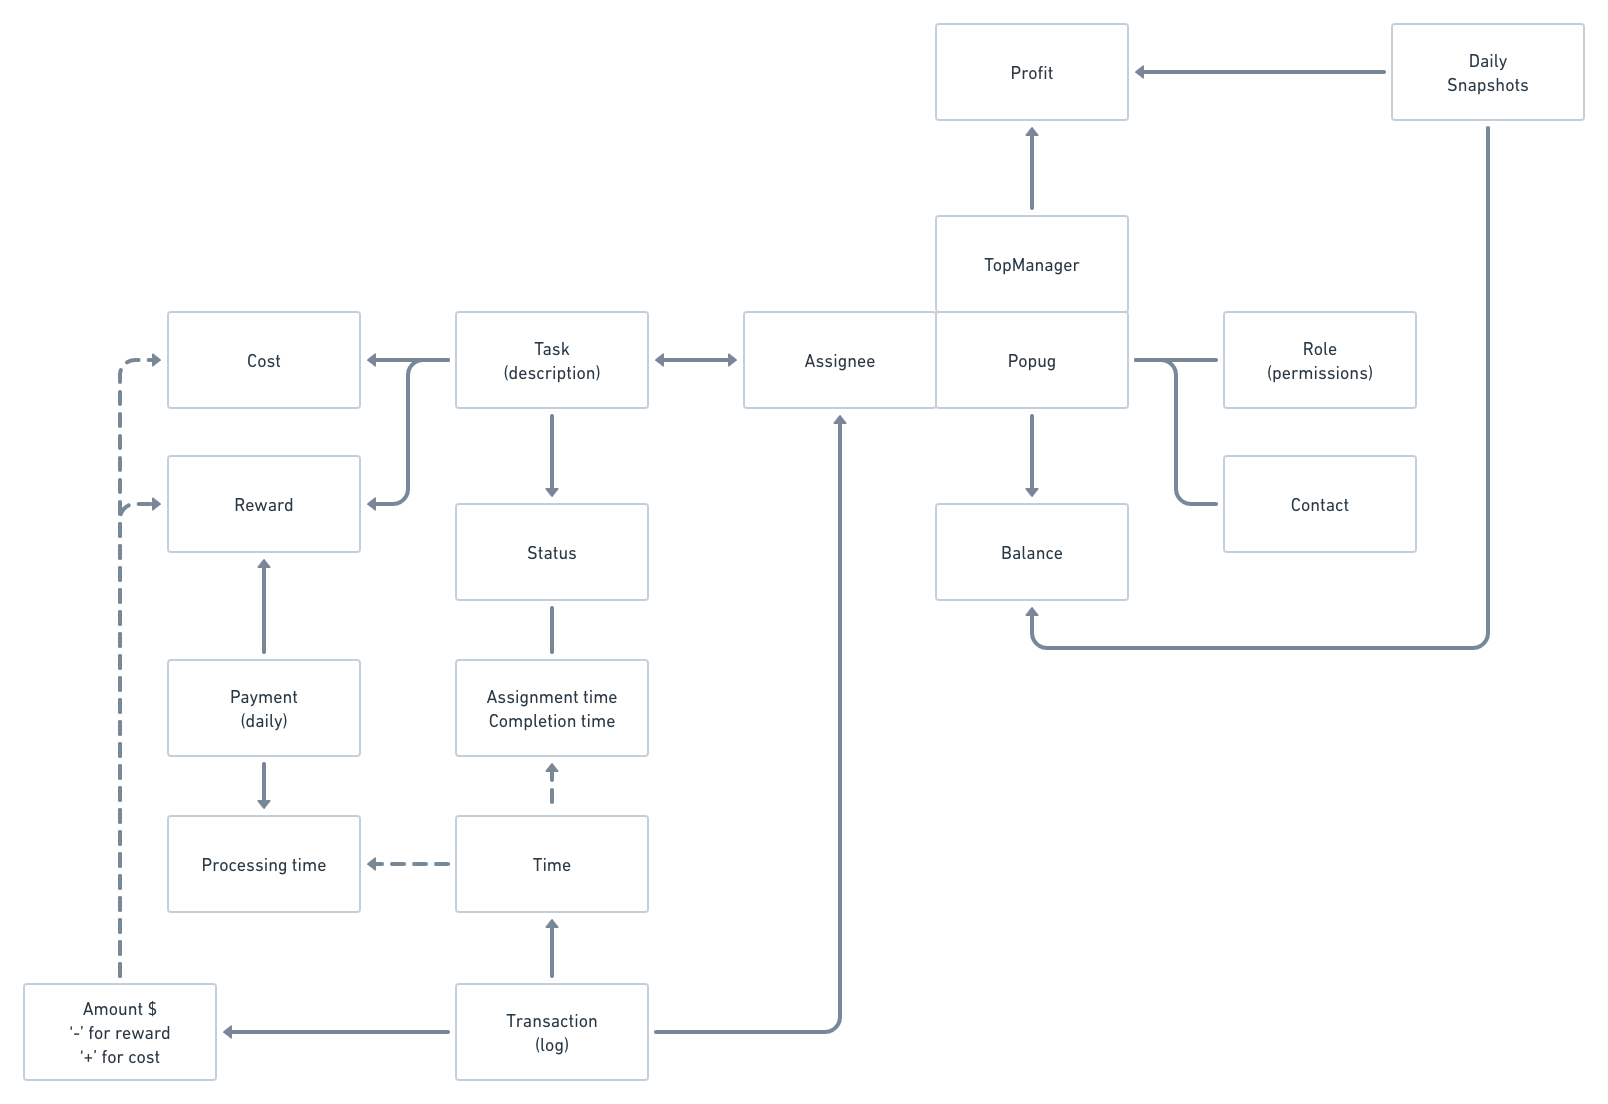 Profit
Daily
Snapshots
TopManager
Cost
Task
(description)
Assignee
Popug
Role
(permissions)
Reward
Status
Balance
Contact
Payment
(daily)
Assignment time
Completion time
Processing time
Time
Amount $
‘-’ for reward
‘+’ for cost
Transaction
(log)